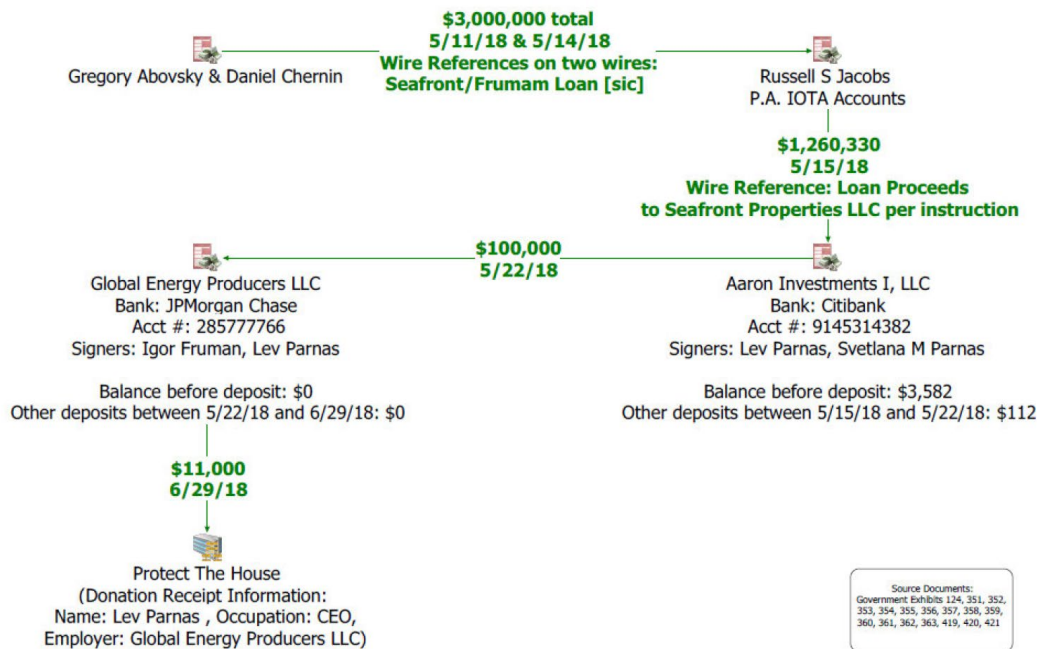 $3,000,000 total
5/11/18 & 5/14/18
Wire References on two wires:
Seafront/Frumam Loan [sic]
Gregory Abovsky & Daniel Chernin
Russell S Jacobs
P.A. IOTA Accounts
$1,260,330
5/15/18
Wire Reference: Loan Proceeds
to Seafront Properties LLC per instruction
$100,000
5/22/18
Global Energy Producers LLC
Bank: JPMorgan Chase
Acct #: 285777766
Signers: Igor Fruman, Lev Parnas
Balance before deposit: $0
Other deposits between 5/22/18 and 6/29/18: $0
Aaron Investments I, LLC
Bank: Citibank
Acct #: 9145314382
Signers: Lev Parnas, Svetlana M Parnas
Balance before deposit: $3,582
Other deposits between 5/15/18 and 5/22/18: $112
$11,000
6/29/18
Protect The House
(Donation Receipt Information:
Name: Lev Parnas , Occupation: CEO,
Employer: Global Energy Producers LLC)
Source Documents:
Government Exhibits 124, 351, 352,
353, 354, 355, 356, 357, 358, 359,
360, 361, 362, 363, 419, 420, 421